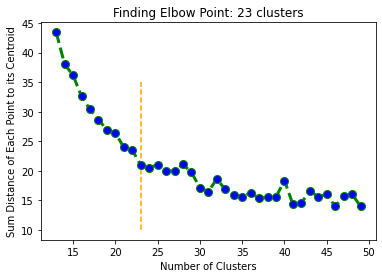 Finding Elbow Point: 23 clusters
45
40
35
30
25
20
15
10
Sum Distance of Each Point to its Centroid
15 20 25 30 35 40 45 50
Number of Clusters